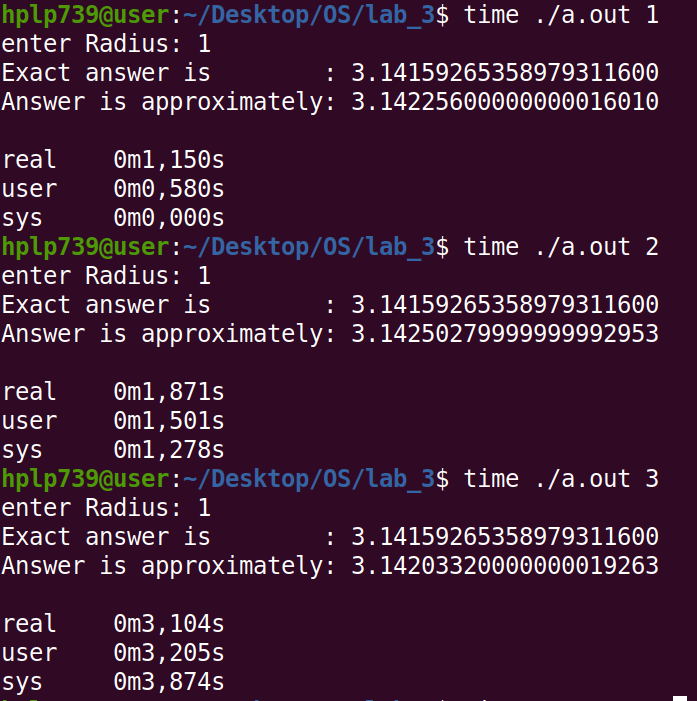 hplp739@user:~/Desktop/OS/lab_3$ time ./a.out 1
enter Radius: 1
Exact answer is        : 3.14159265358979311600
Answer is approximately: 3.14225600000000016010
real    0m1,150s
user    0m0,580s
sys     0m0,000s
hplp739@user:~/Desktop/OS/lab_3$ time ./a.out 2
enter Radius: 1
Exact answer is        : 3.14159265358979311600
Answer is approximately: 3.14250279999999992953
real    0m1,871s
user    0m1,501s
sys     0m1,278s
hplp739@user:~/Desktop/OS/lab_3$ time ./a.out 3
enter Radius: 1
Exact answer is        : 3.14159265358979311600
Answer is approximately: 3.14203320000000019263
real    0m3,104s
user    0m3,205s
sys     0m3,874s